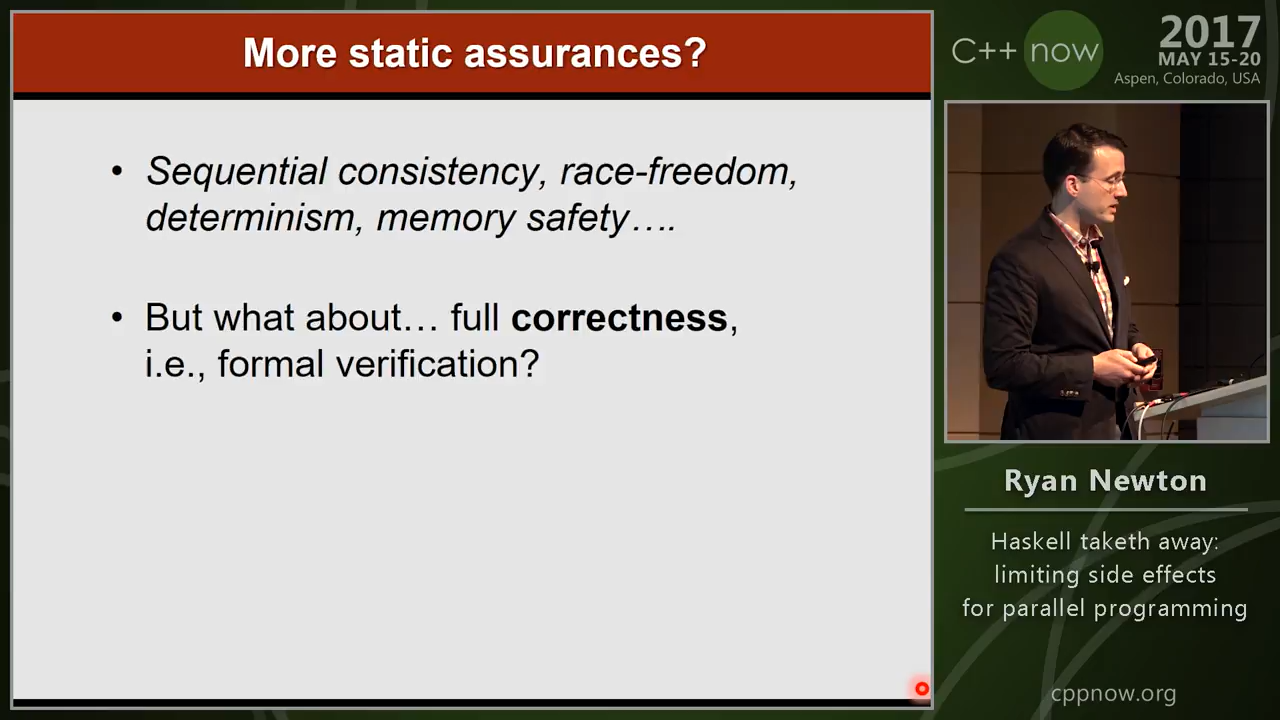 More static assurances?
• Sequential consistency, race-freedom,
determinism, memory safety….
• But what about… full correctness,
i.e., formal verification?
C++ now
2017
MAY 15-20
Aspen, Colorado, USA
Ryan Newton
Haskell taketh away:
limiting side effects
for parallel programming
cppnow.org